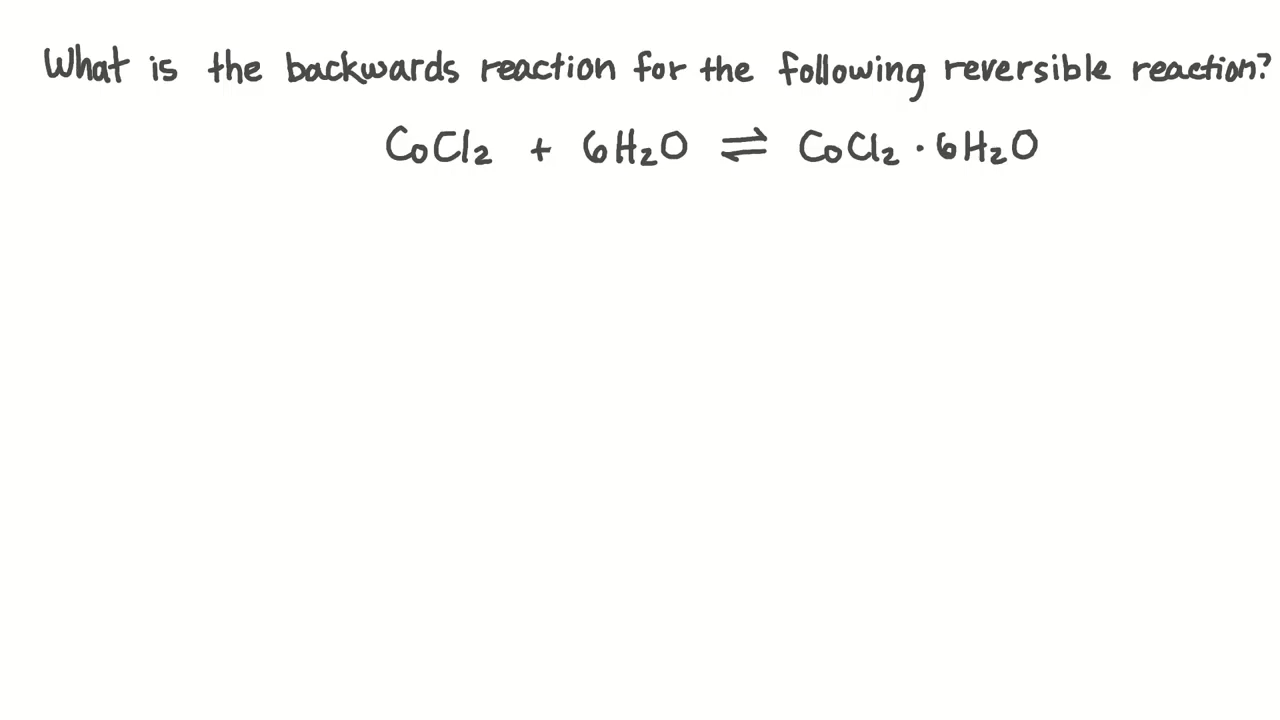 What is the backwards reaction for the following reversible reaction?
CoCl₂ + 6H₂O ⇌ CoCl₂ · 6H₂O